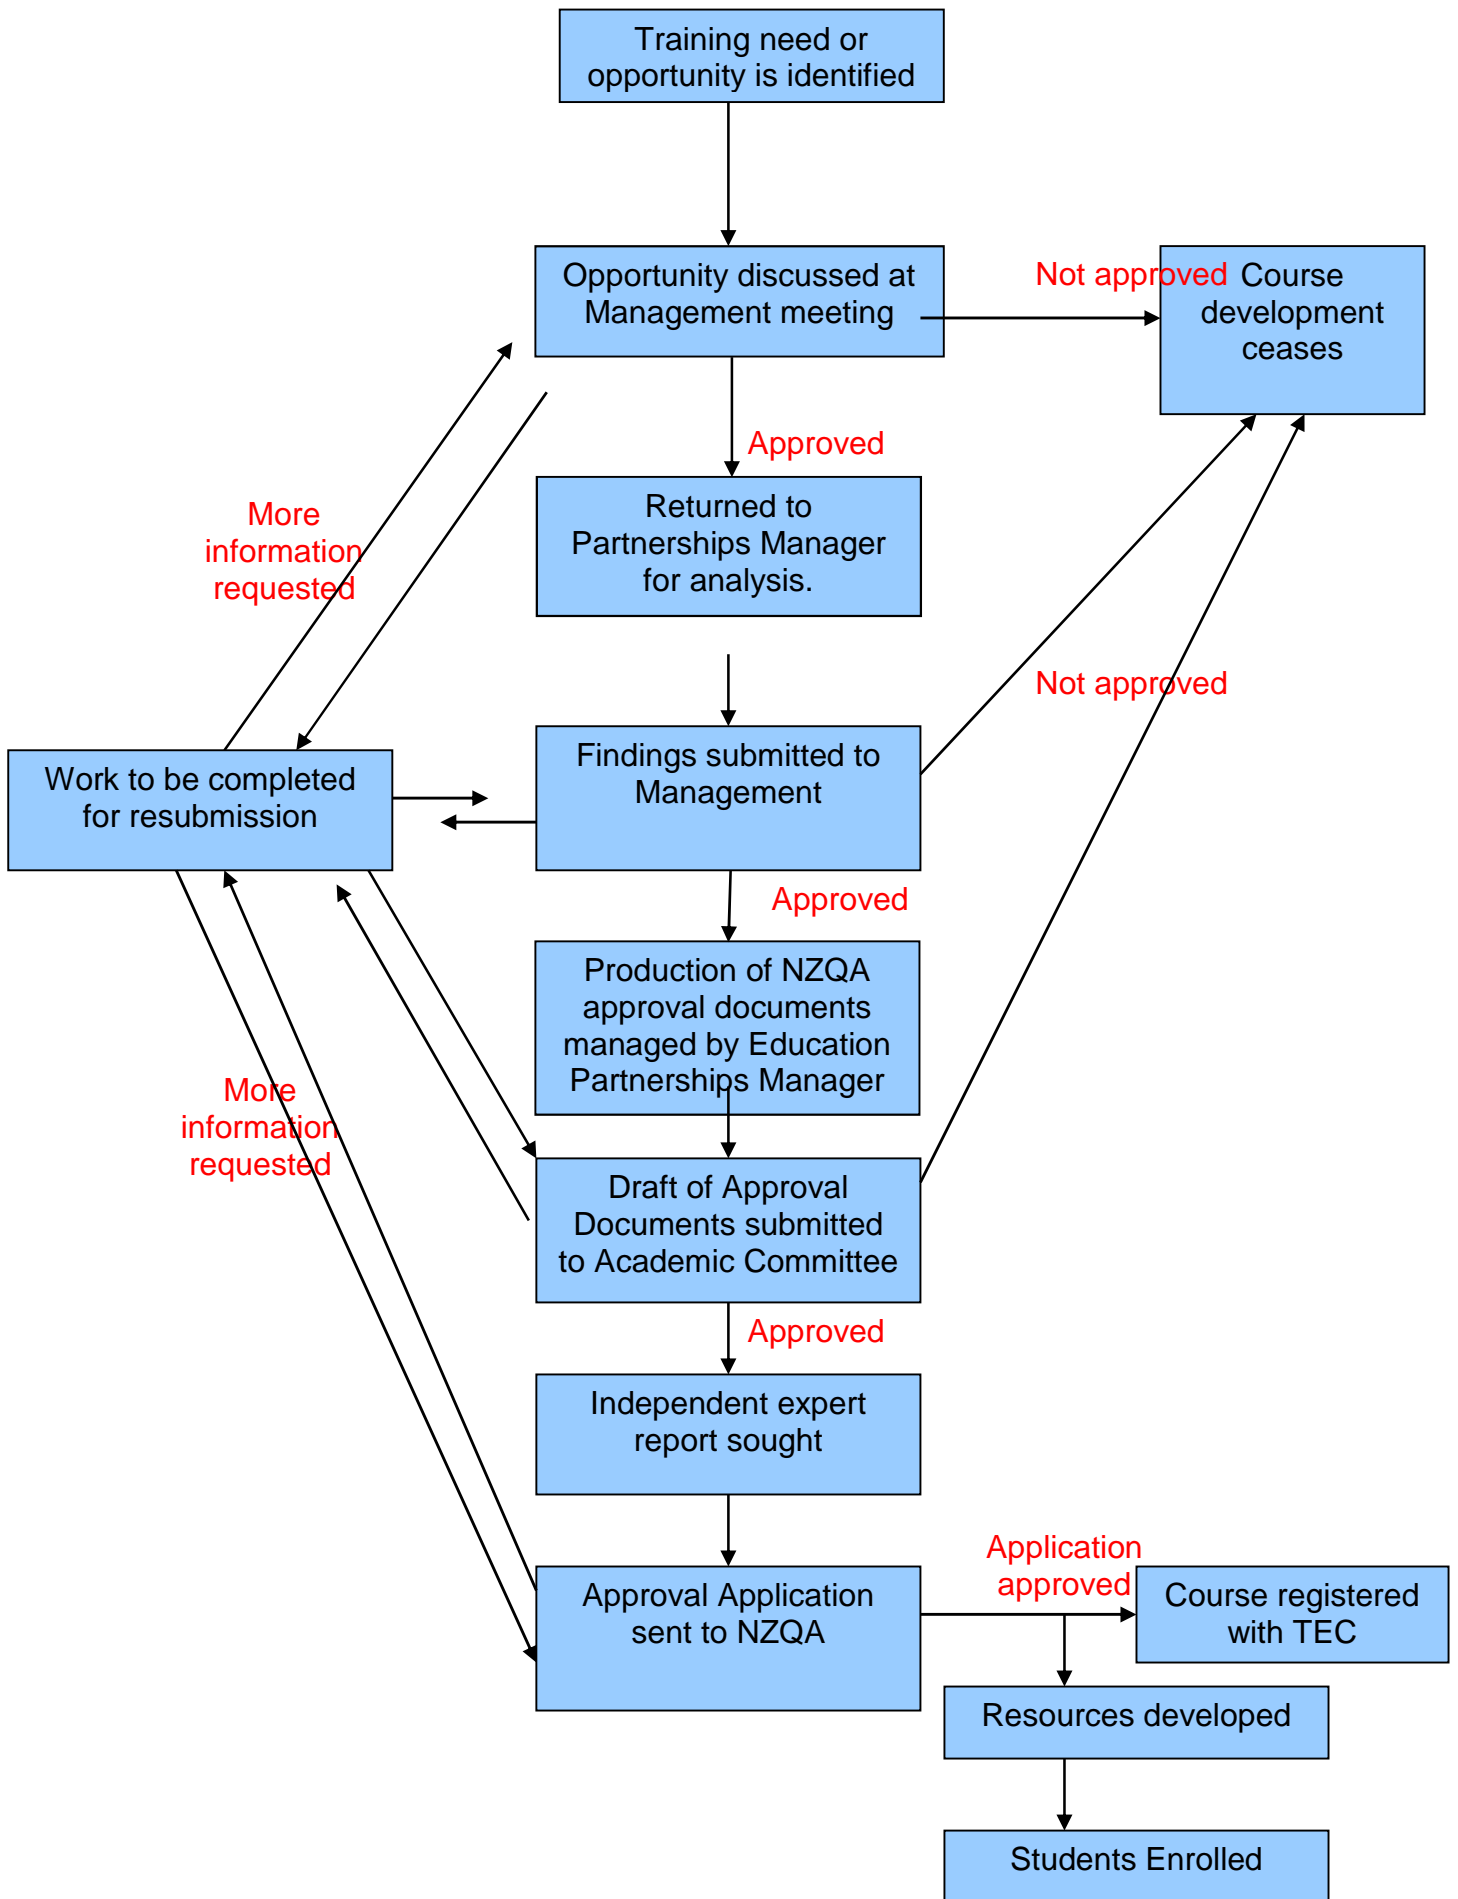 Training need or
opportunity is identified
Opportunity discussed at
Management meeting
Not approved
Course
development
ceases
Approved
More
information
requested
Returned to
Partnerships Manager
for analysis.
Not approved
Work to be completed
for resubmission
Findings submitted to
Management
Approved
Production of NZQA
approval documents
managed by Education
Partnerships Manager
More
information
requested
Draft of Approval
Documents submitted
to Academic Committee
Approved
Independent expert
report sought
Application
approved
Approval Application
sent to NZQA
Course registered
with TEC
Resources developed
Students Enrolled